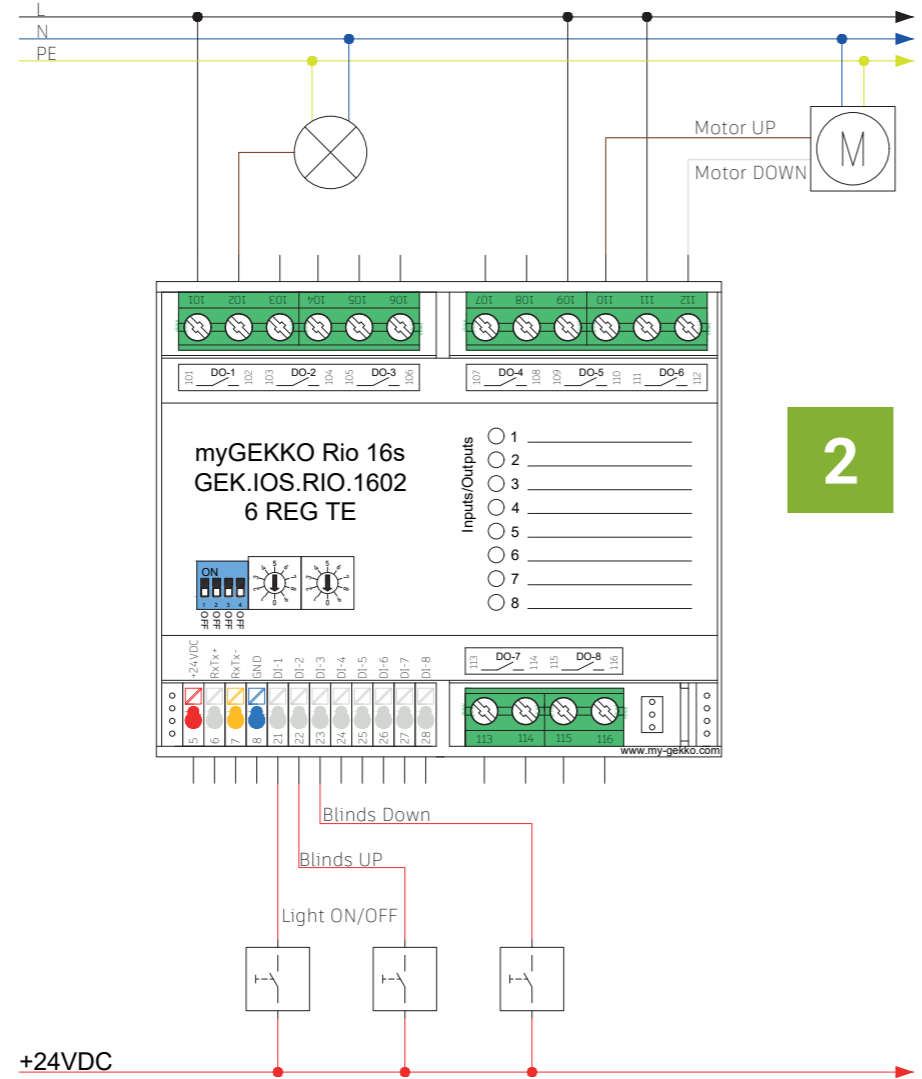 L
N
PE
Motor UP
Motor DOWN
M
101 102 103 104 105 106
107 108 109 110 111 112
101 DO-1 102 103 DO-2 104 105 DO-3 106
107 DO-4 108 109 DO-5 110 111 DO-6 112
myGEKKO Rio 16s
GEK.IOS.RIO.1602
6 REG TE
Inputs/Outputs
1
2
3
4
5
6
7
8
2
ON
1 2 3 4
OFF OFF OFF OFF
+24VDC RxTx+ RxTx- GND DI-1 DI-2 DI-3 DI-4 DI-5 DI-6 DI-7 DI-8
5 6 7 8 21 22 23 24 25 26 27 28
113 DO-7 114 115 DO-8 116
113 114 115 116
www.my-gekko.com
Blinds Down
Blinds UP
Light ON/OFF
+24VDC